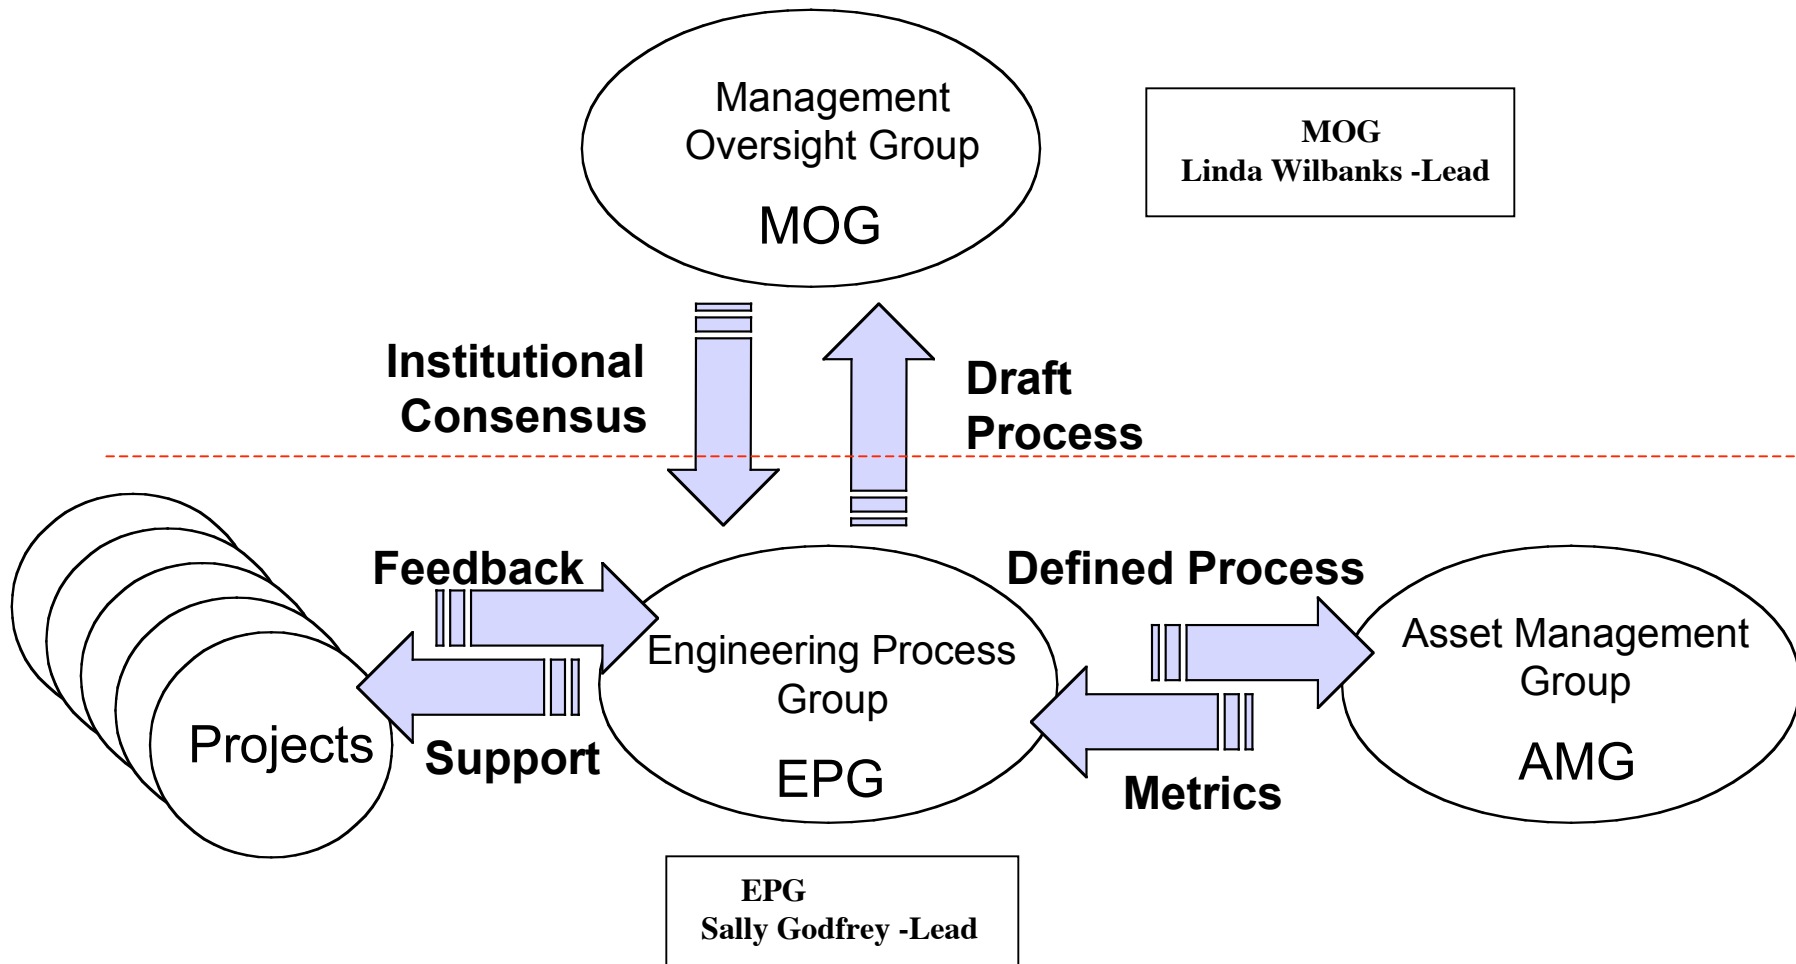 Management
Oversight Group
MOG
MOG
Linda Wilbanks -Lead
Institutional
Consensus
Draft
Process
Feedback
Defined Process
Engineering Process
Group
EPG
Asset Management
Group
AMG
Projects
Support
Metrics
EPG
Sally Godfrey -Lead